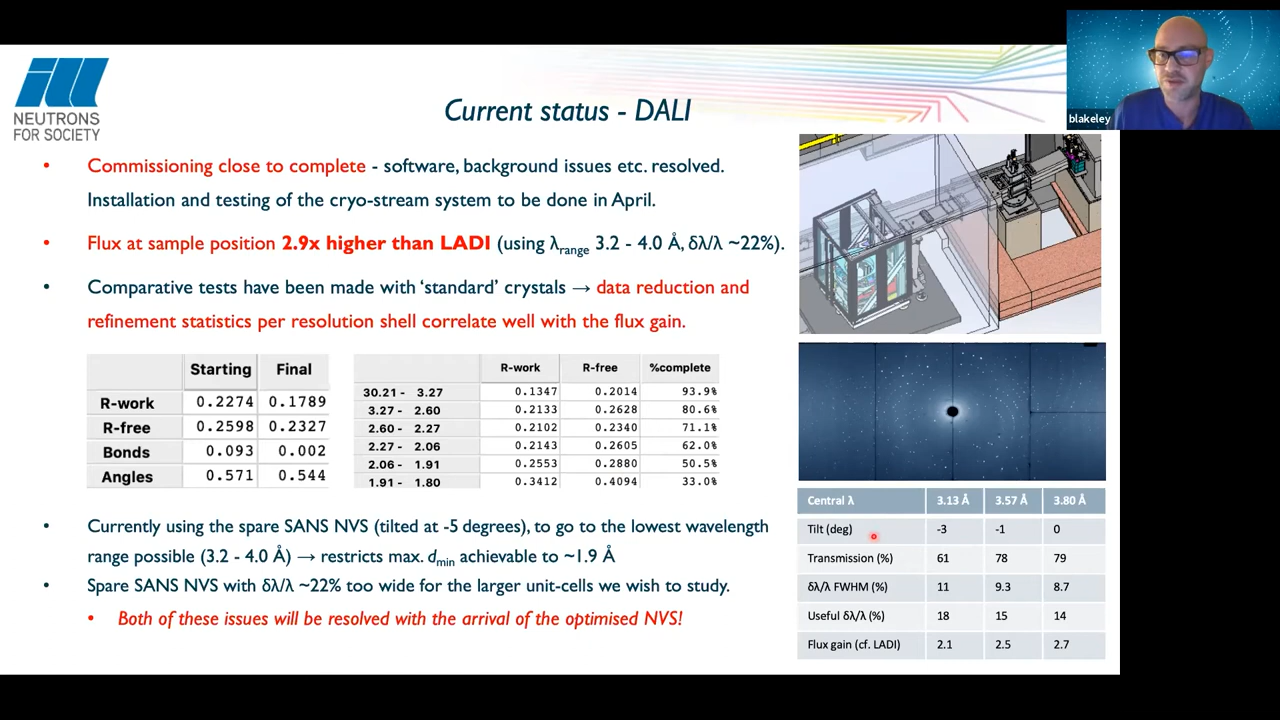 blakeley
ill
NEUTRONS
FOR SOCIETY
Current status - DALI
• Commissioning close to complete - software, background issues etc. resolved.
Installation and testing of the cryo-stream system to be done in April.
• Flux at sample position 2.9x higher than LADI (using λrange 3.2 - 4.0 Å, δλ/λ ~22%).
• Comparative tests have been made with ‘standard’ crystals → data reduction and
refinement statistics per resolution shell correlate well with the flux gain.
Starting Final
R-work 0.2274 0.1789
R-free 0.2598 0.2327
Bonds 0.093 0.002
Angles 0.571 0.544
R-work R-free %complete
30.21 - 3.27 0.1347 0.2014 93.9%
3.27 - 2.60 0.2133 0.2628 80.6%
2.60 - 2.27 0.2102 0.2340 71.1%
2.27 - 2.06 0.2143 0.2605 62.0%
2.06 - 1.91 0.2553 0.2880 50.5%
1.91 - 1.80 0.3412 0.4094 33.0%
• Currently using the spare SANS NVS (tilted at -5 degrees), to go to the lowest wavelength
range possible (3.2 - 4.0 Å) → restricts max. dmin achievable to ~1.9 Å
• Spare SANS NVS with δλ/λ ~22% too wide for the larger unit-cells we wish to study.
• Both of these issues will be resolved with the arrival of the optimised NVS!
Central λ 3.13 Å 3.57 Å 3.80 Å
Tilt (deg) -3 -1 0
Transmission (%) 61 78 79
δλ/λ FWHM (%) 11 9.3 8.7
Useful δλ/λ (%) 18 15 14
Flux gain (cf. LADI) 2.1 2.5 2.7